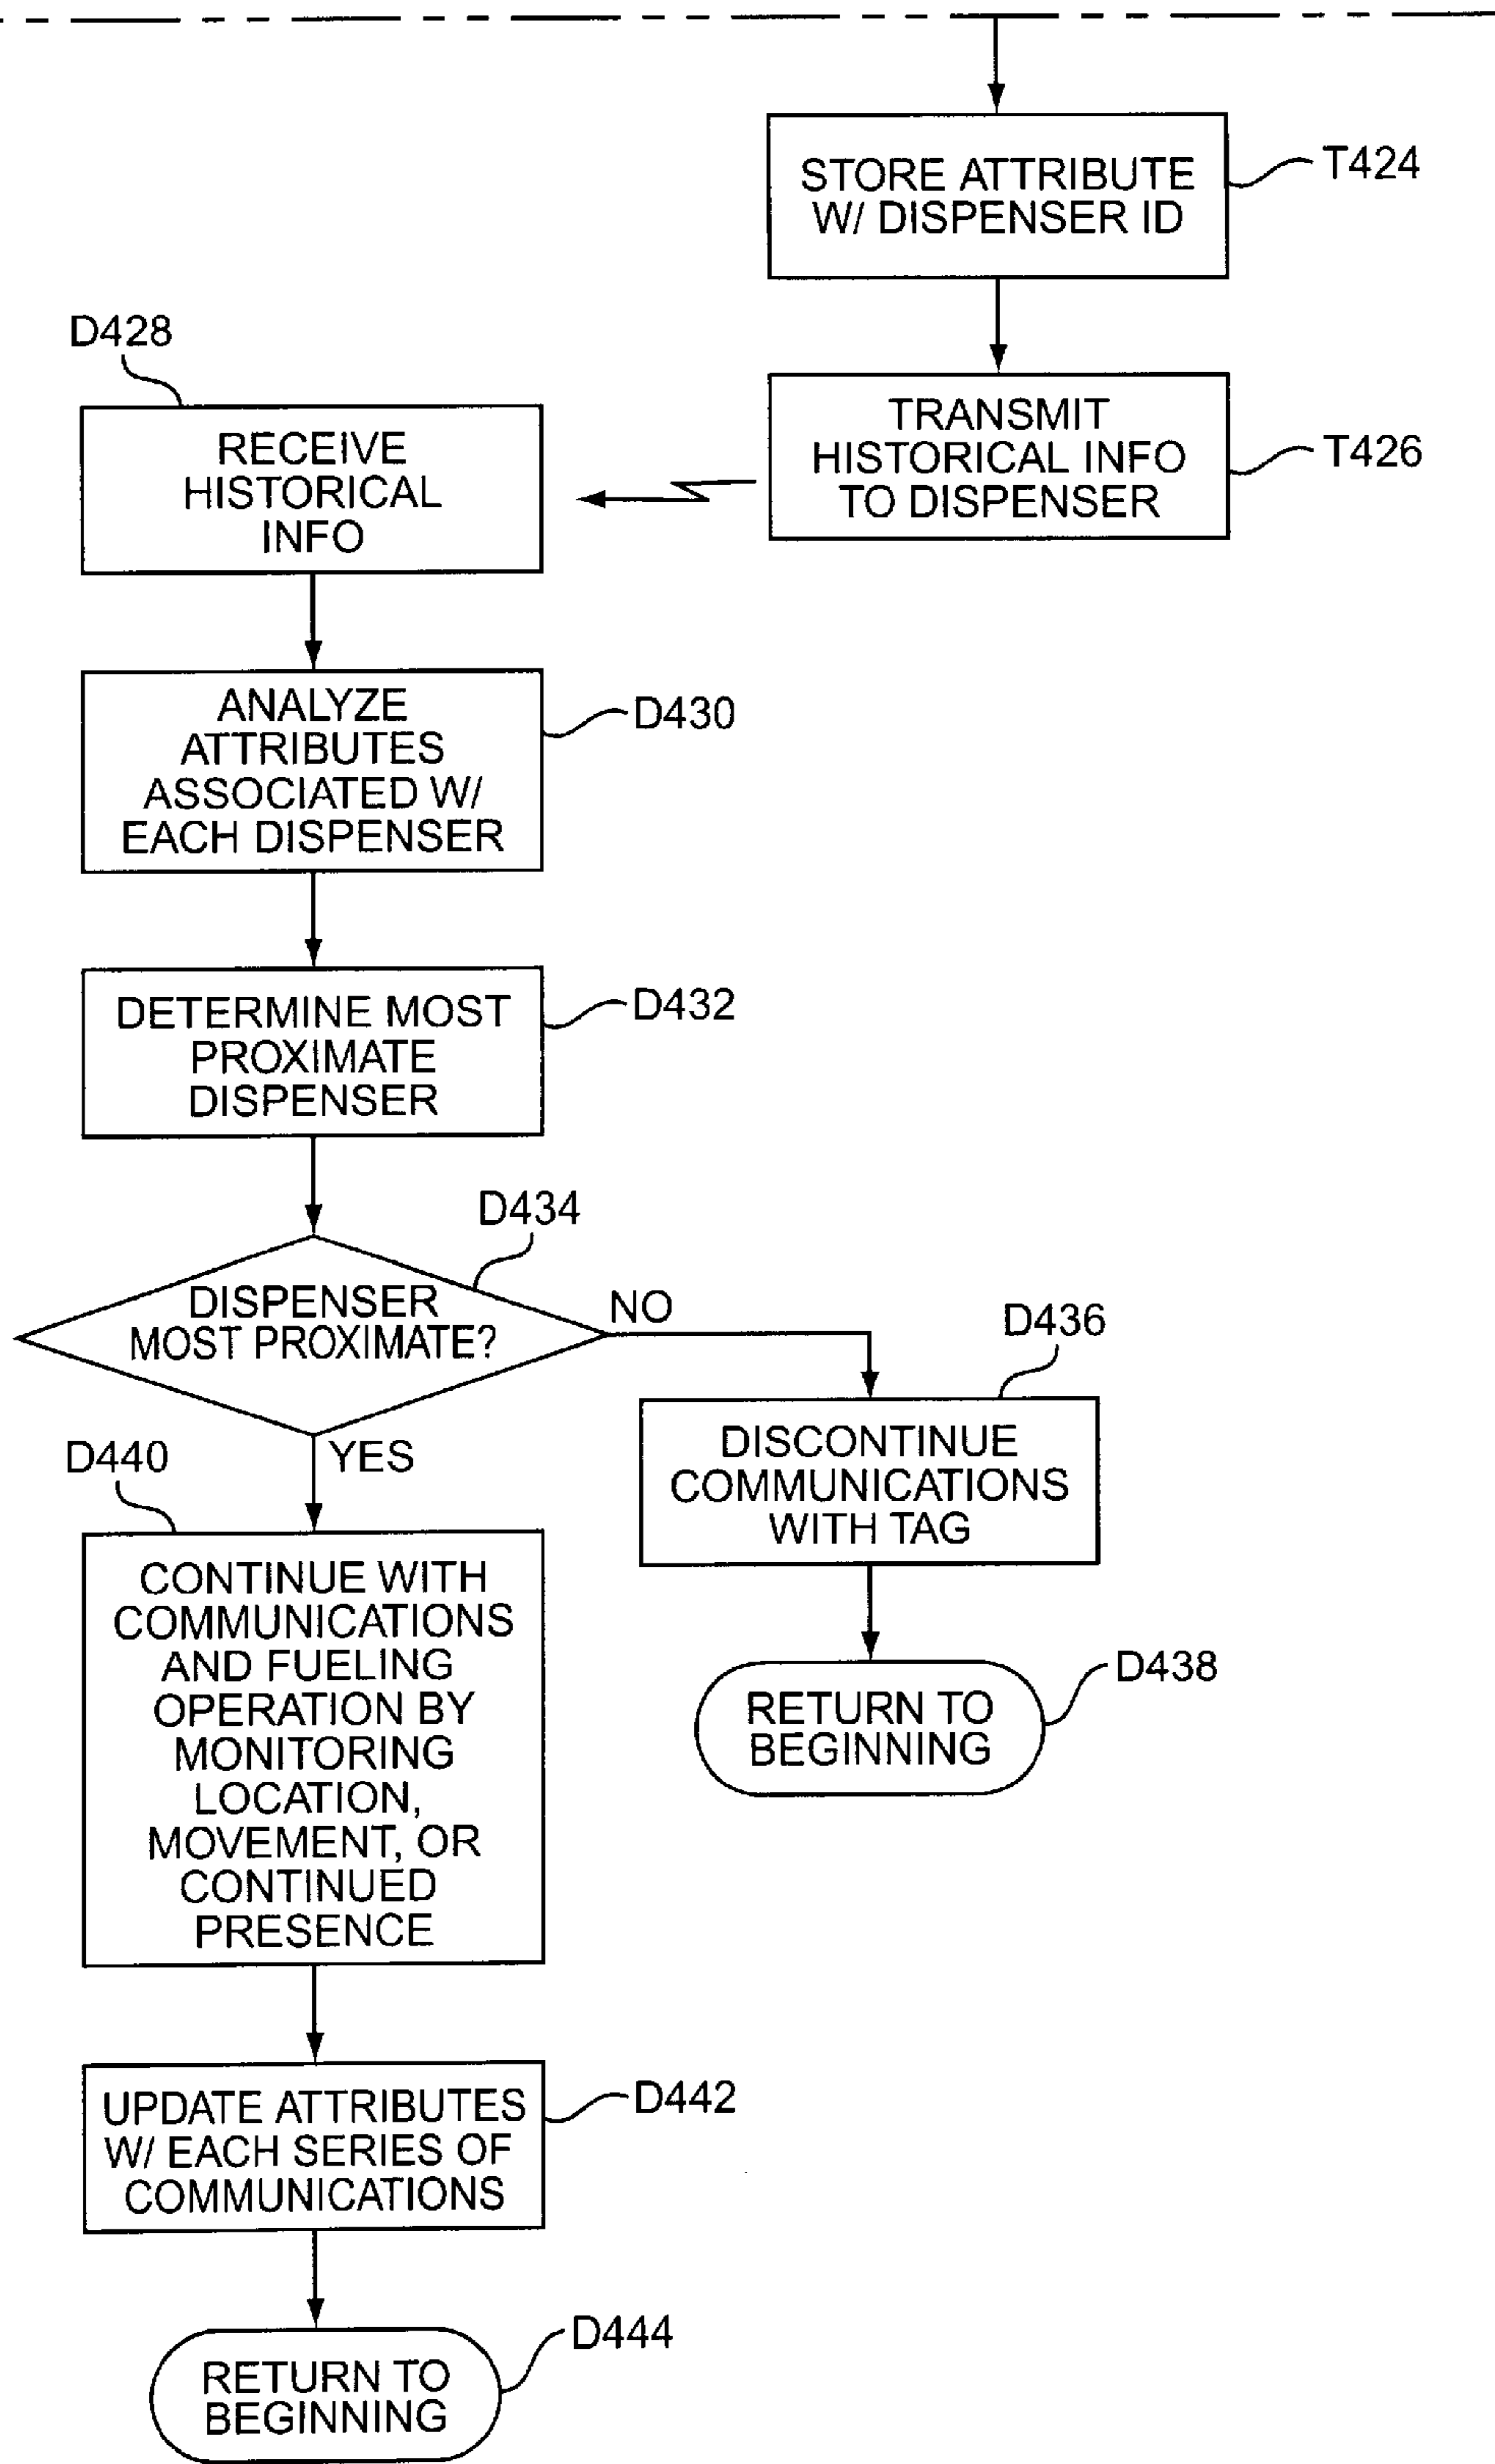 STORE ATTRIBUTE
W/ DISPENSER ID
T424
TRANSMIT
HISTORICAL INFO
TO DISPENSER
T426
D428
RECEIVE
HISTORICAL
INFO
ANALYZE
ATTRIBUTES
ASSOCIATED W/
EACH DISPENSER
D430
DETERMINE MOST
PROXIMATE
DISPENSER
D432
D434
DISPENSER
MOST PROXIMATE?
NO
YES
D436
DISCONTINUE
COMMUNICATIONS
WITH TAG
RETURN TO
BEGINNING
D438
D440
CONTINUE WITH
COMMUNICATIONS
AND FUELING
OPERATION BY
MONITORING
LOCATION,
MOVEMENT, OR
CONTINUED
PRESENCE
UPDATE ATTRIBUTES
W/ EACH SERIES OF
COMMUNICATIONS
D442
RETURN TO
BEGINNING
D444